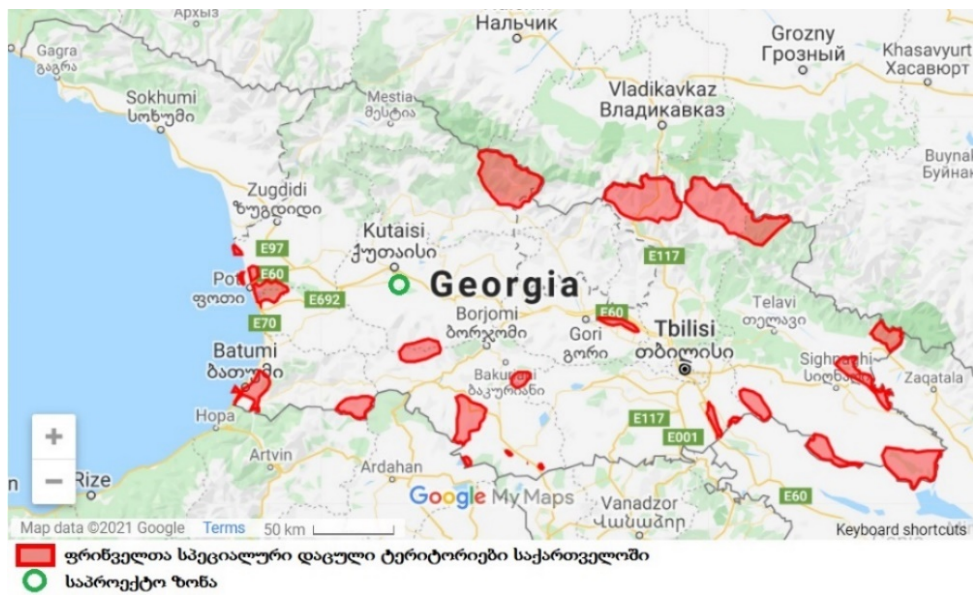 Архыз
Нальчик
Нальчик
Grozny
Грозный
Khasavyurt
Хасавюрт
Gagra
გაგრა
Sokhumi
სოხუმი
Mestia
მესტია
Vladikavkaz
Владикавказ
Buynak
Буйнак
Zugdidi
ზუგდიდი
Kutaisi
ქუთაისი
E97
E60
E117
Pot
ფოთი
E692
Georgia
E70
Borjomi
ბორჯომი
E60
Gori
გორი
Tbilisi
თბილისი
Telavi
თელავი
Batumi
ბათუმი
Bakuriani
ბაკურიანი
Sighnaghi
სიღნაღი
Zaqatala
Hopa
E117
E001
Artvin
Ardahan
Rize
Google My Maps
Vanadzor
Վանաձոր
E60
Map data ©2021 Google Terms 50 km
Keyboard shortcuts
ფრინველთა სპეციალური დაცული ტერიტორიები საქართველოში
საპროექტო ზონა